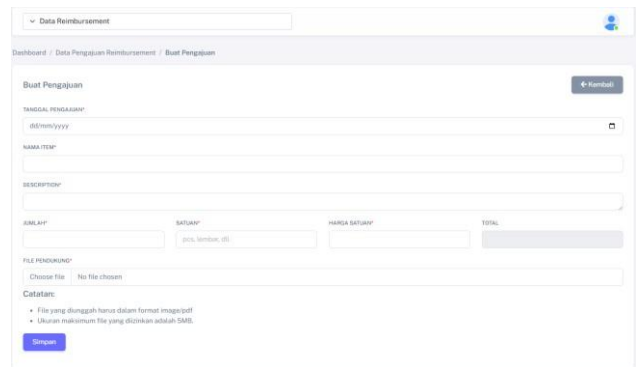 Data Reimbursement
Dashboard / Data Pengajuan Reimbursement / Buat Pengajuan
Buat Pengajuan
← Kembali
TANGGAL PENGAJUAN*
dd/mm/yyyy
NAMA ITEM*
DESCRIPTION*
JUMLAH* SATUAN* HARGA SATUAN* TOTAL
pcs, lembar, dll
FILE PENDUKUNG*
Choose file No file chosen
Catatan:
• File yang diunggah harus dalam format image/pdf
• Ukuran maksimum file yang diizinkan adalah 5MB.
Simpan